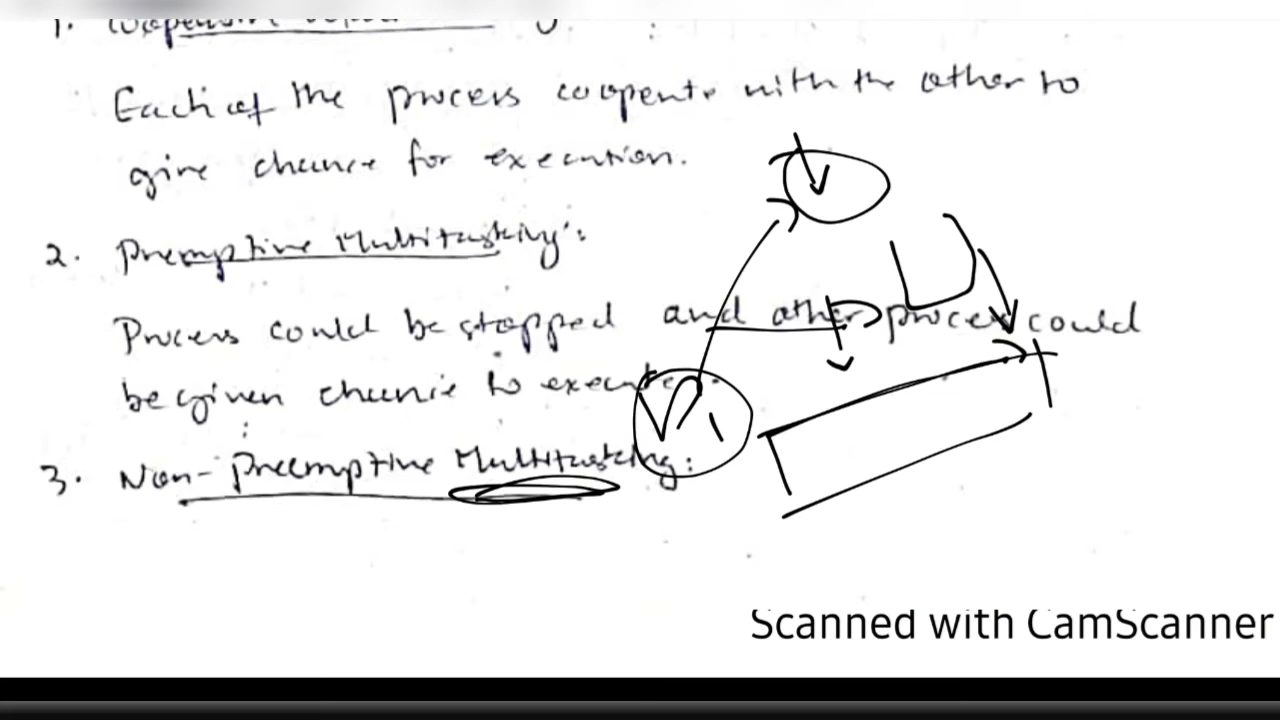 1.
Each of the process cooperate with the other to
give chance for execution.
2. Preemptive Multitasking:
Process could be stopped and other process could
be given chance to execute.
3. Non-Preemptive Multitasking:
Scanned with CamScanner